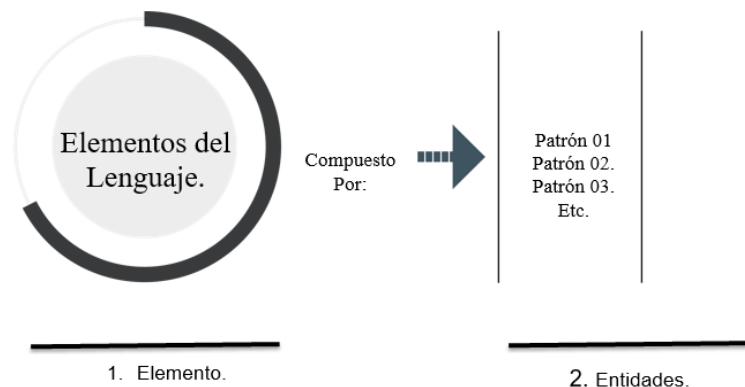 Elementos del
Lenguaje.
Compuesto
Por:
Patrón 01
Patrón 02.
Patrón 03.
Etc.
1. Elemento.
2. Entidades.